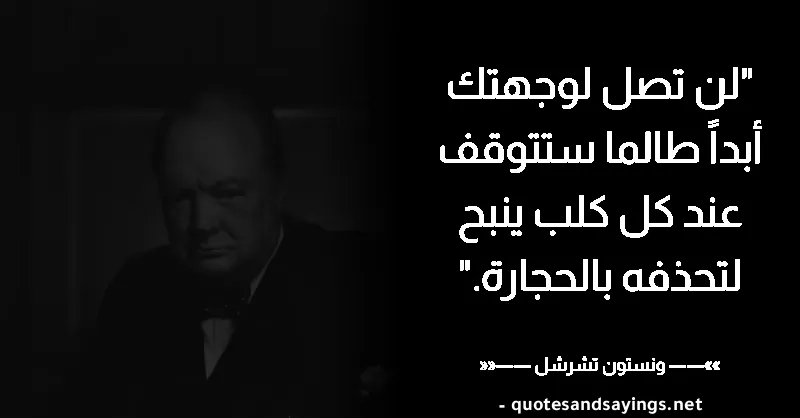 "لن تصل لوجهتك
أبداً طالما ستتوقف
عند كل كلب ينبح
لتحذفه بالحجارة."
»—— ونستون تشرشل ——«
- quotesandsayings.net